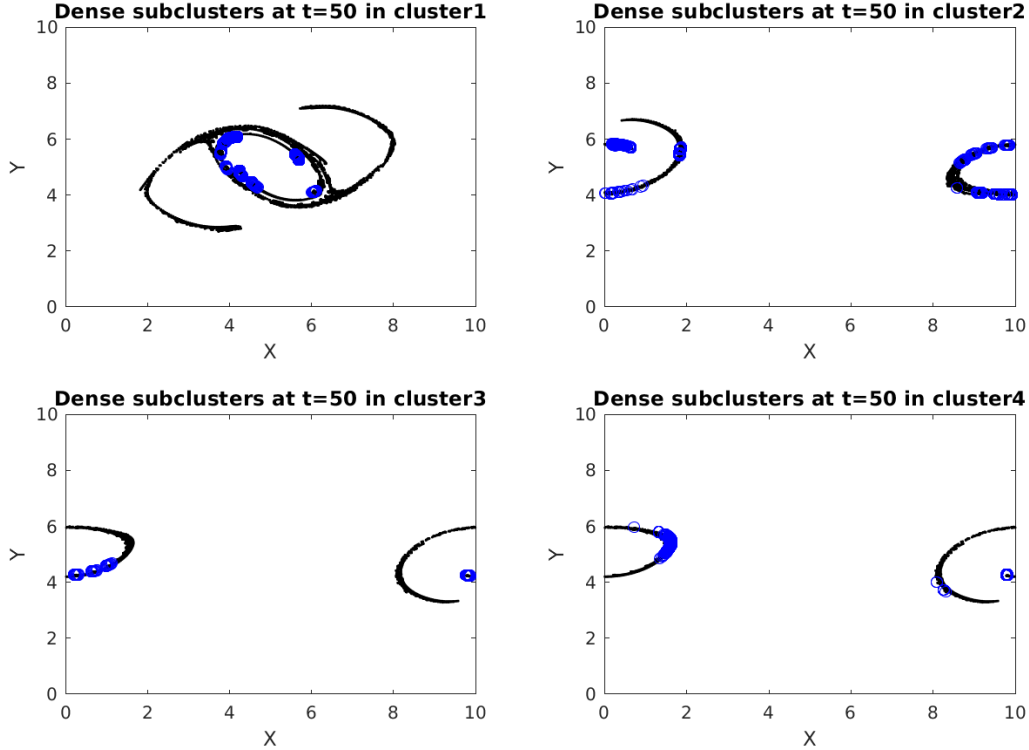 Dense subclusters at t=50 in cluster1
10
8
6
4
2
0
Y
0 2 4 6 8 10
X
Dense subclusters at t=50 in cluster2
10
8
6
4
2
0
Y
0 2 4 6 8 10
X
Dense subclusters at t=50 in cluster3
10
8
6
4
2
0
Y
0 2 4 6 8 10
X
Dense subclusters at t=50 in cluster4
10
8
6
4
2
0
Y
0 2 4 6 8 10
X